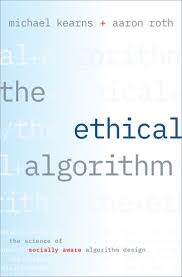 michael kearns + aaron roth
the
ethical
algorithm
the science of
socially aware algorithm design